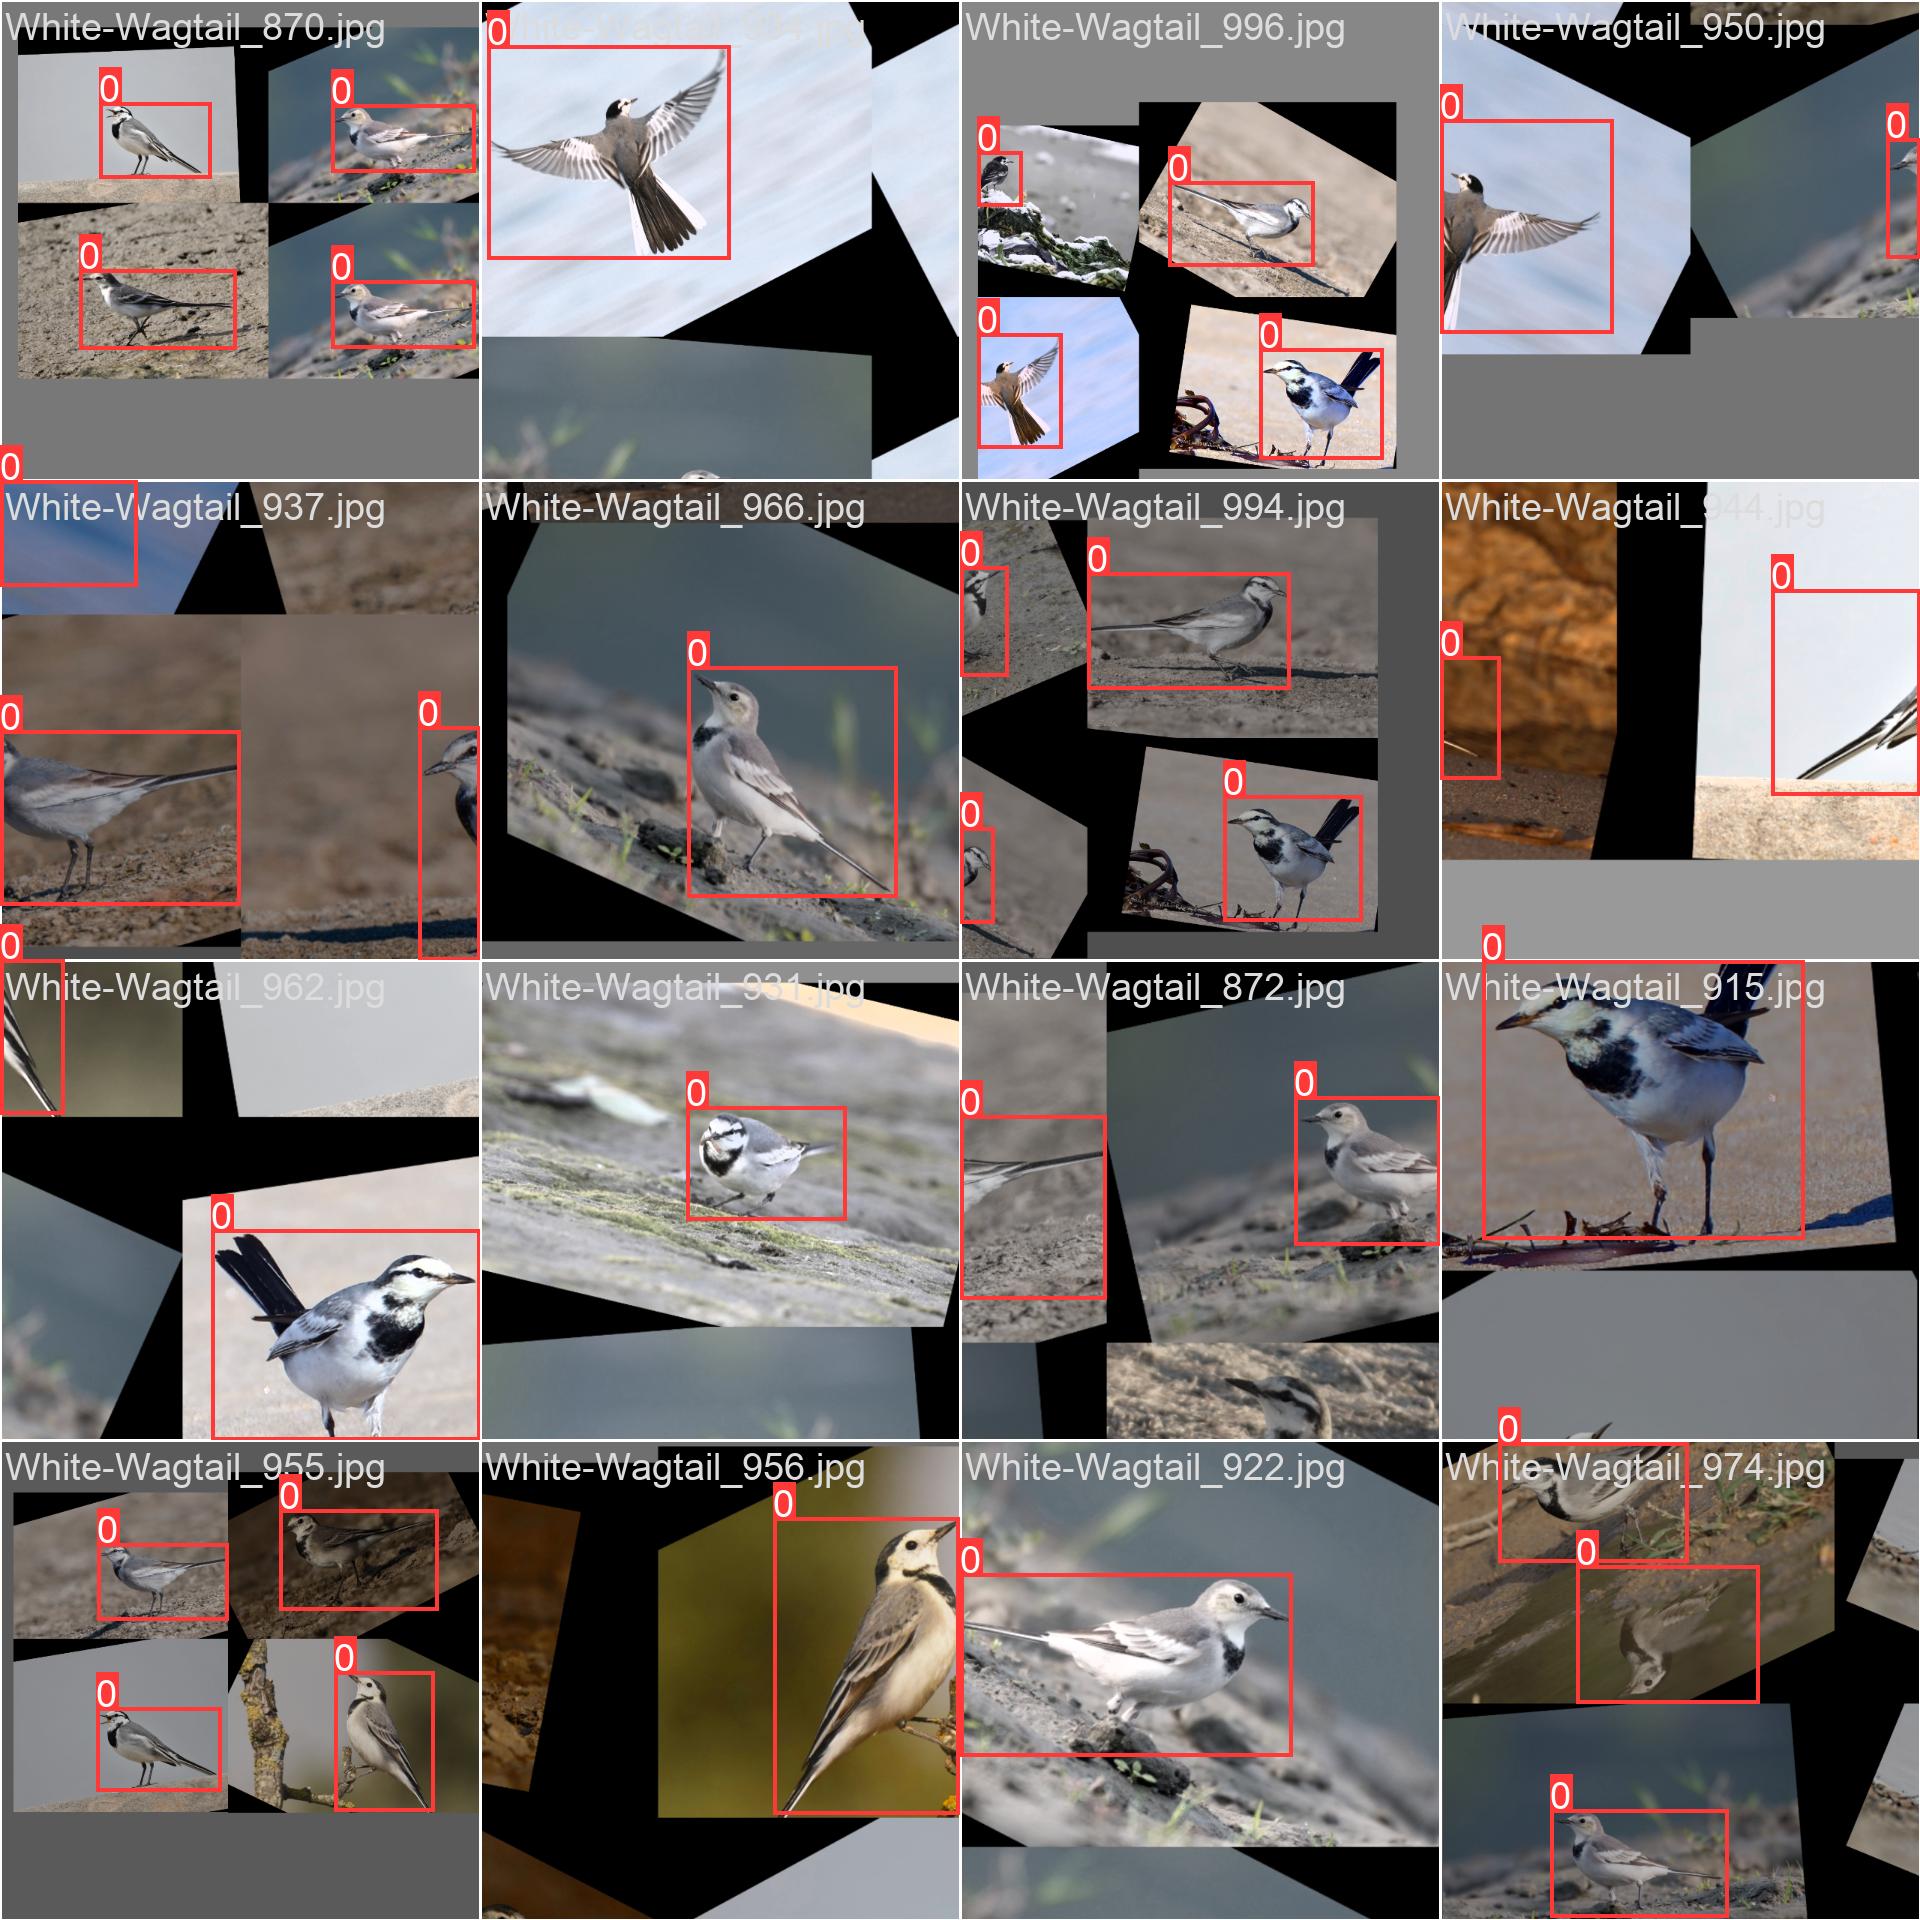 White-Wagtail_870.jpg
0
0
0
0
0
White-Wagtail_996.jpg
0
0
0
0
White-Wagtail_950.jpg
0
0
0
White-Wagtail_937.jpg
0
0
White-Wagtail_966.jpg
0
White-Wagtail_994.jpg
0
0
0
0
White-Wagtail_944.jpg
0
0
0
White-Wagtail_962.jpg
0
White-Wagtail_931.jpg
0
White-Wagtail_872.jpg
0
0
0
White-Wagtail_915.jpg
White-Wagtail_955.jpg
0
0
0
0
White-Wagtail_956.jpg
0
White-Wagtail_922.jpg
0
0
White-Wagtail_974.jpg
0
0